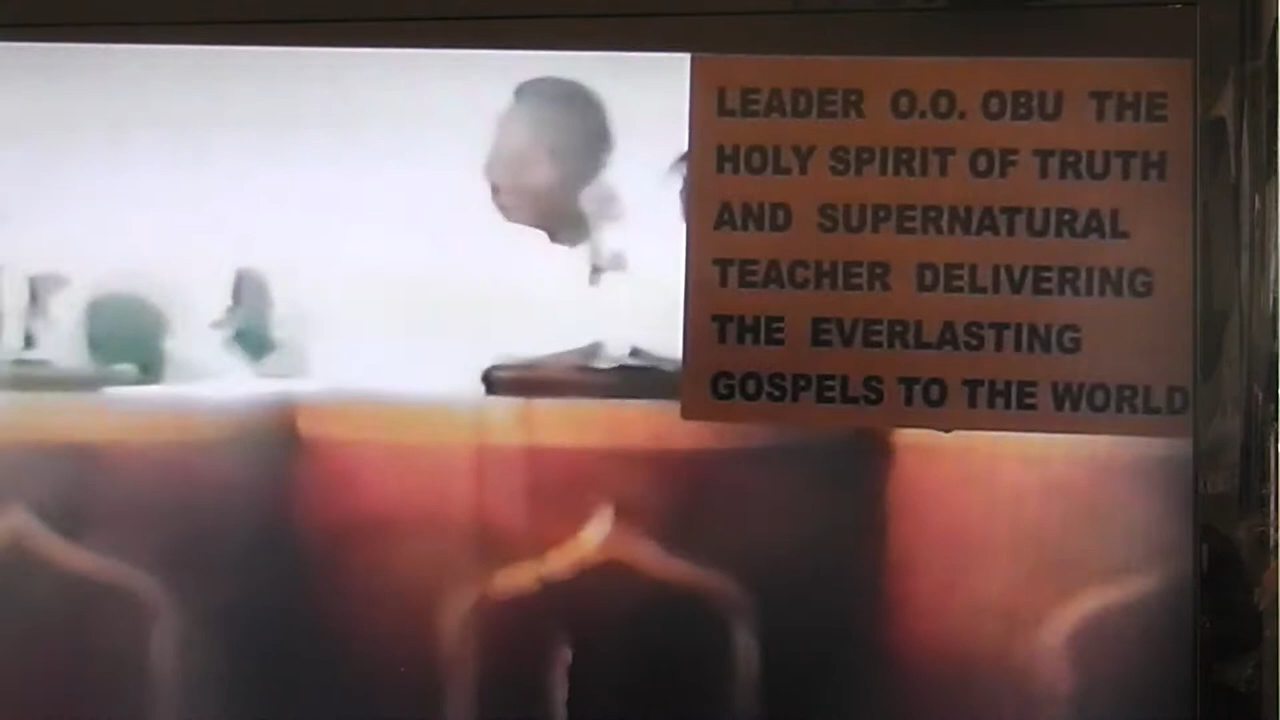 LEADER O.O. OBU THE
HOLY SPIRIT OF TRUTH
AND SUPERNATURAL
TEACHER DELIVERING
THE EVERLASTING
GOSPELS TO THE WORLD